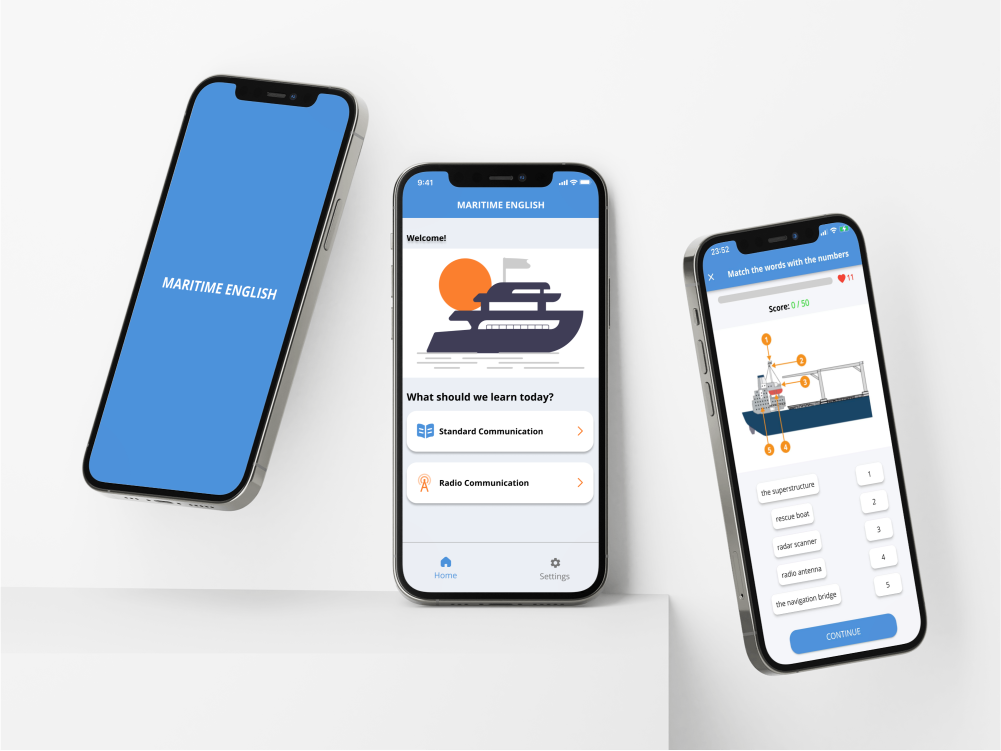 MARITIME ENGLISH
9:41
MARITIME ENGLISH
Welcome!
What should we learn today?
Standard Communication
Radio Communication
Home
Settings
23:52
Match the words with the numbers
11
Score: 0 / 50
1
2
3
5
4
the superstructure
1
rescue boat
2
radar scanner
3
radio antenna
4
the navigation bridge
5
CONTINUE